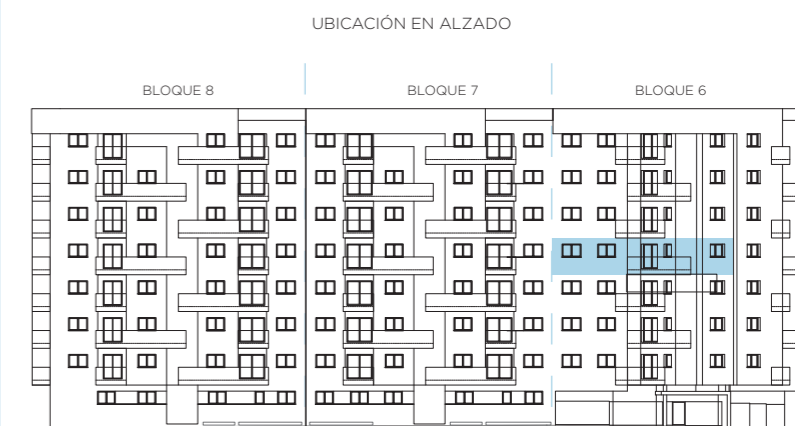 UBICACIÓN EN ALZADO
BLOQUE 8
BLOQUE 7
BLOQUE 6